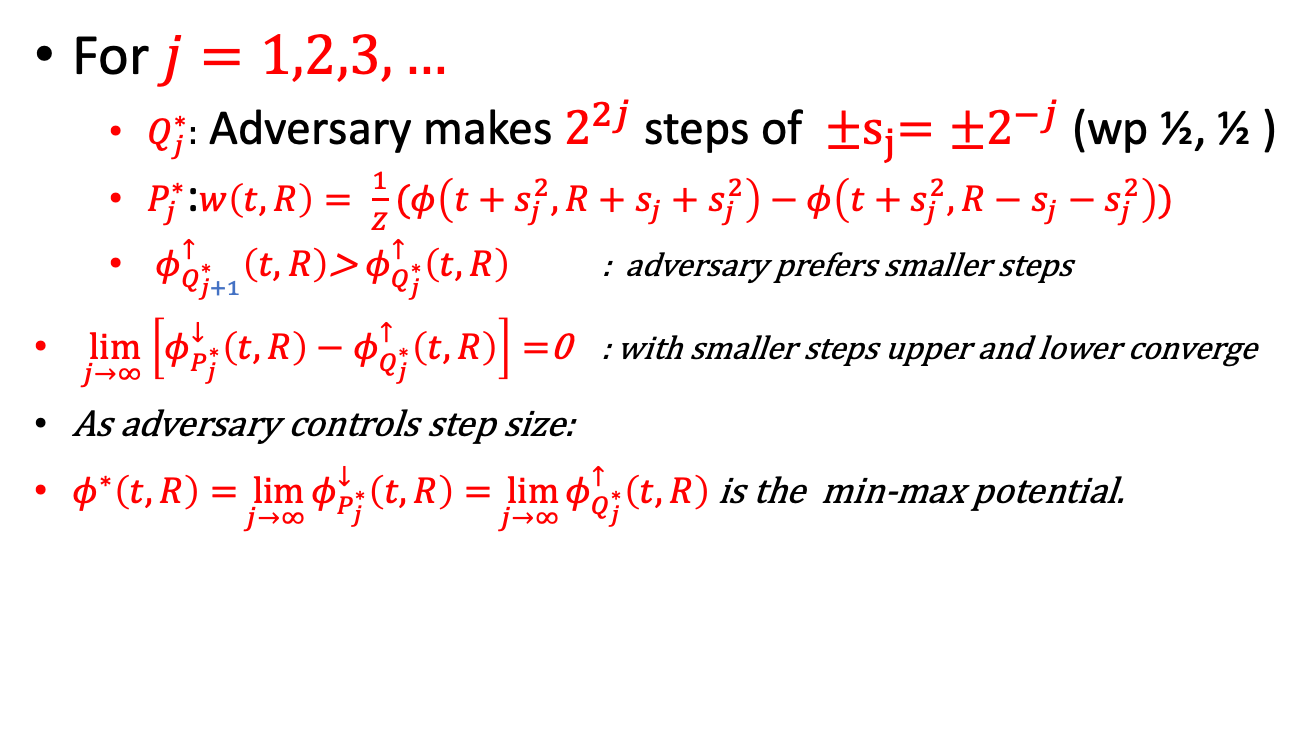 • For j = 1,2,3, …
• Q*_j: Adversary makes 2^{2j} steps of ±s_j= ±2^{-j} (wp ½, ½ )
• P*_j:w(t, R) = 1/Z (ϕ(t + s_j^2, R + s_j + s_j^2) − ϕ(t + s_j^2, R − s_j − s_j^2))
• ϕ^↑_{Q*_{j+1}}(t, R)> ϕ^↑_{Q*_j}(t, R) : adversary prefers smaller steps
• lim_{j→∞} [ϕ^↓_{P*_j}(t, R) − ϕ^↑_{Q*_j}(t, R)] =0 : with smaller steps upper and lower converge
• As adversary controls step size:
• ϕ*(t, R) = lim_{j→∞} ϕ^↓_{P*_j}(t, R) = lim_{j→∞} ϕ^↑_{Q*_j}(t, R) is the min-max potential.